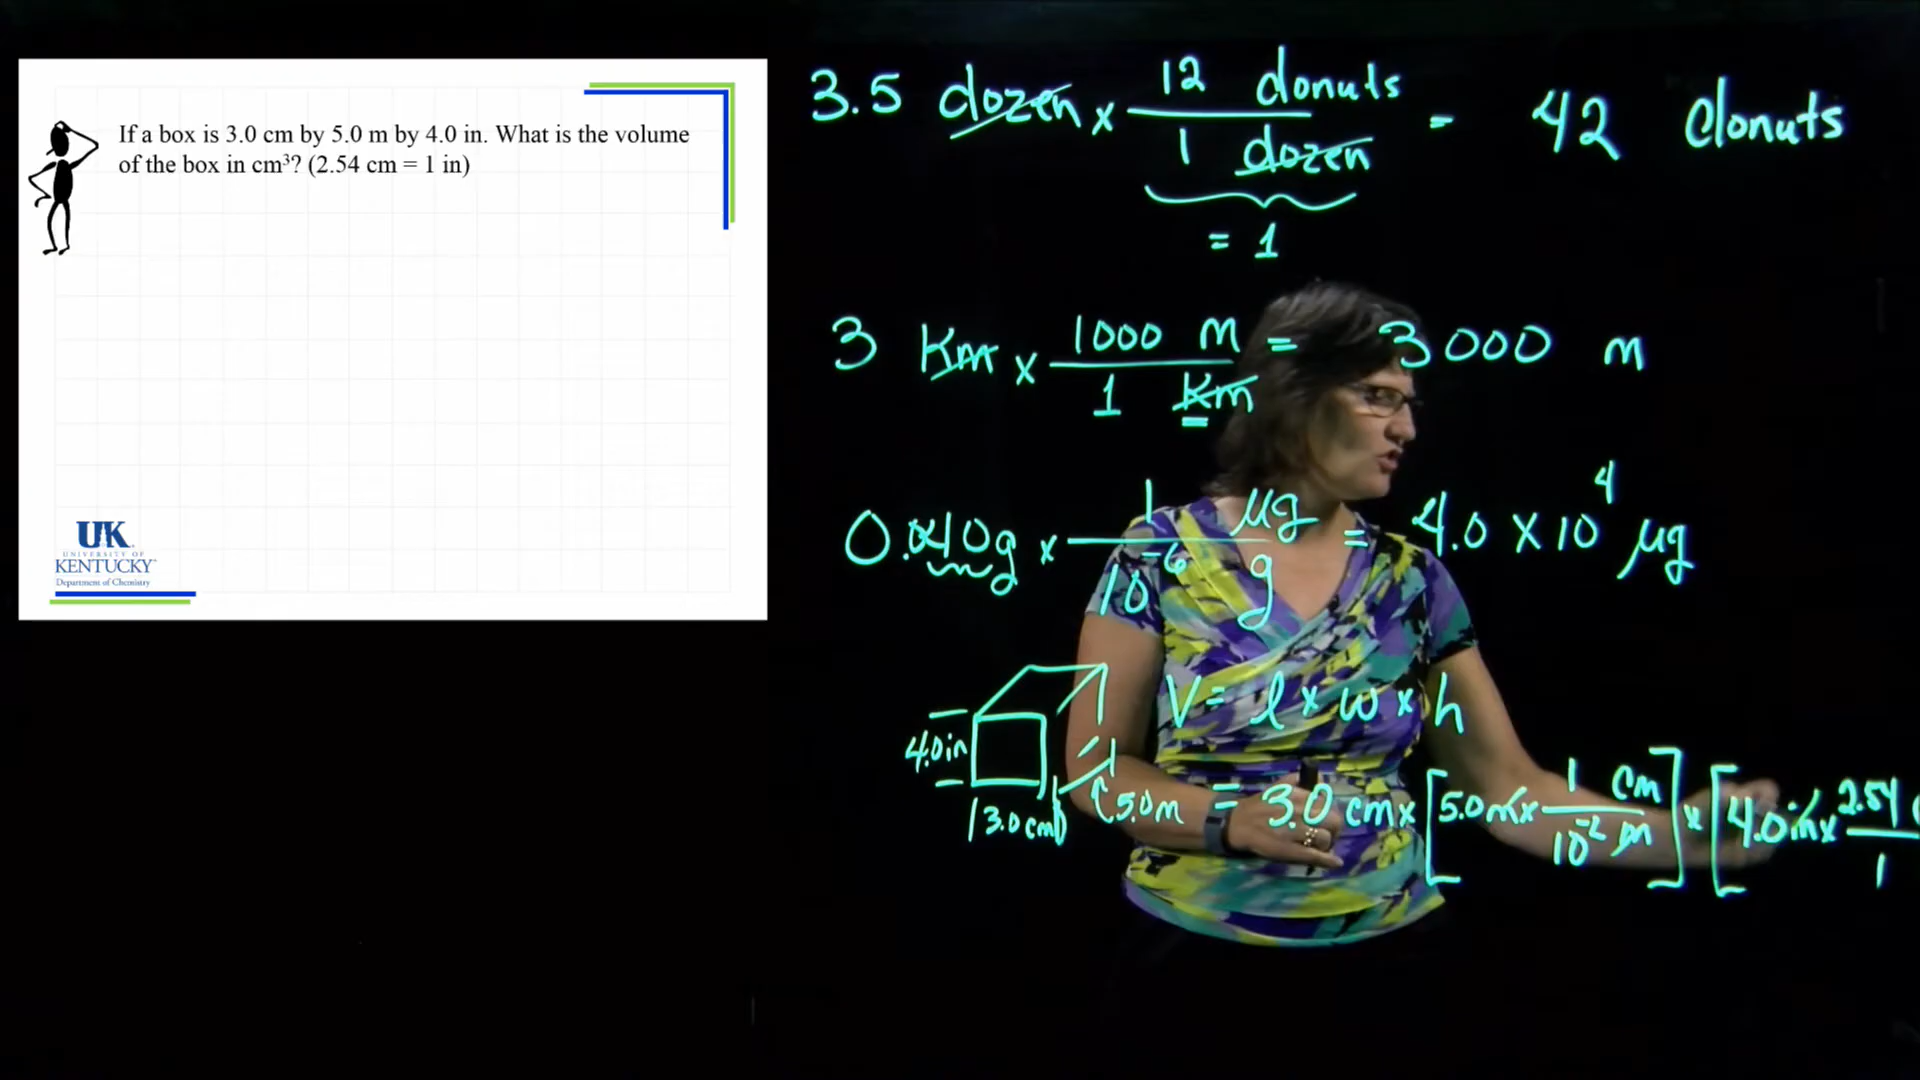 If a box is 3.0 cm by 5.0 m by 4.0 in. What is the volume
of the box in cm³? (2.54 cm = 1 in)
UK
UNIVERSITY OF
KENTUCKY
Department of Chemistry
3.5 dozen x 12 donuts / 1 dozen = 42 donuts
= 1
3 Km x 1000 m / 1 Km = 3000 m
0.040g x 1 µg / 10⁻⁶ g = 4.0 x 10⁴ µg
V = l x w x h
4.0in
3.0 cm
5.0m
= 3.0 cm x [5.0 m x 1 cm / 10⁻² m] x [4.0 in x 2.54 / 1